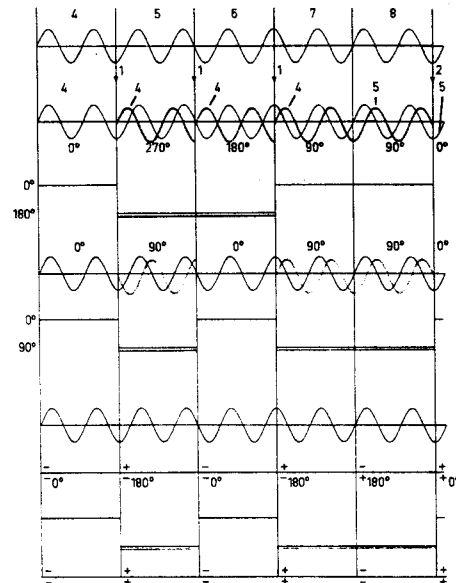 4 5 6 7 8
1 1 1 2
4 4 4 4 5 5
1
0° 270° 180° 90° 90° 0°
0°
180°
0° 90° 0° 90° 90° 0°
0°
90°
- + - + - +
- 0° + 180° - 0° + 180° + 180° + 0°
- + - + - +
- + - + + +